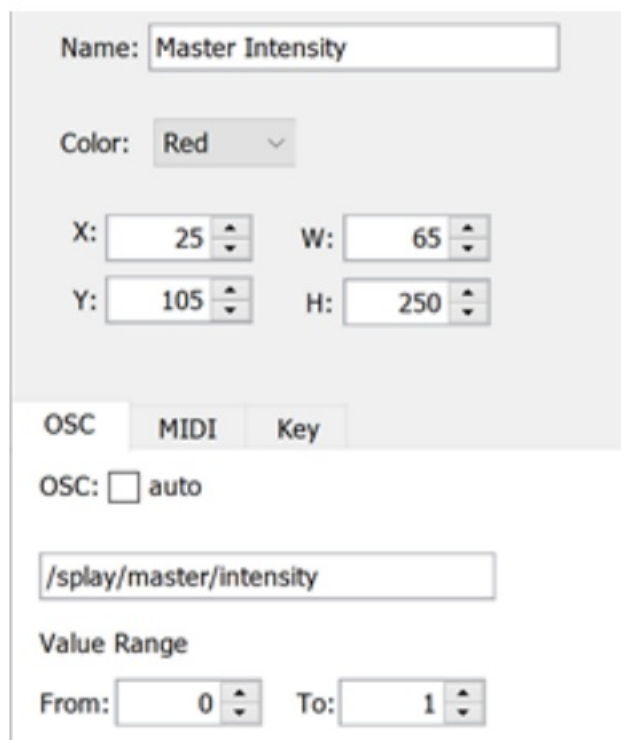 Name: Master Intensity
Color: Red
X: 25 W: 65
Y: 105 H: 250
OSC MIDI Key
OSC: auto
/splay/master/intensity
Value Range
From: 0 To: 1